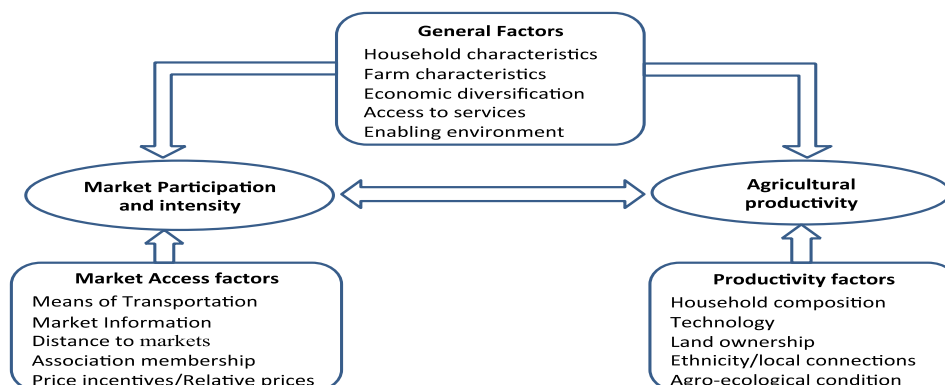 General Factors
Household characteristics
Farm characteristics
Economic diversification
Access to services
Enabling environment
Market Participation
and intensity
Agricultural
productivity
Market Access factors
Means of Transportation
Market Information
Distance to markets
Association membership
Price incentives/Relative prices
Productivity factors
Household composition
Technology
Land ownership
Ethnicity/local connections
Agro-ecological condition